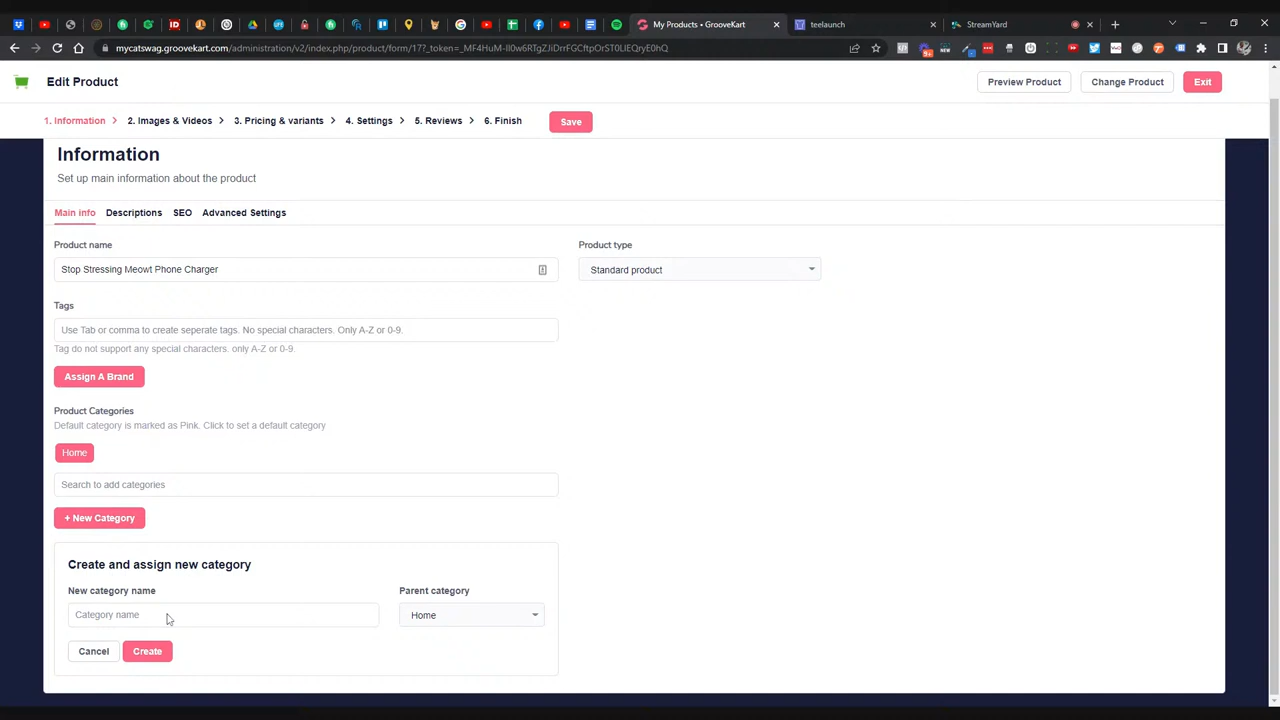 My Products • GrooveKart
teelaunch
StreamYard
mycatswag.groovekart.com/administration/v2/index.php/product/form/17?_token=_MF4HuM-Il0w6RTgZJiDrrFGCftpOrST0LIEQryE0hQ
Edit Product
Preview Product
Change Product
Exit
1. Information
2. Images & Videos
3. Pricing & variants
4. Settings
5. Reviews
6. Finish
Save
Information
Set up main information about the product
Main info
Descriptions
SEO
Advanced Settings
Product name
Product type
Stop Stressing Meowt Phone Charger
Standard product
Tags
Use Tab or comma to create seperate tags. No special characters. Only A-Z or 0-9.
Tag do not support any special characters. only A-Z or 0-9.
Assign A Brand
Product Categories
Default category is marked as Pink. Click to set a default category
Home
Search to add categories
+ New Category
Create and assign new category
New category name
Parent category
Category name
Home
Cancel
Create